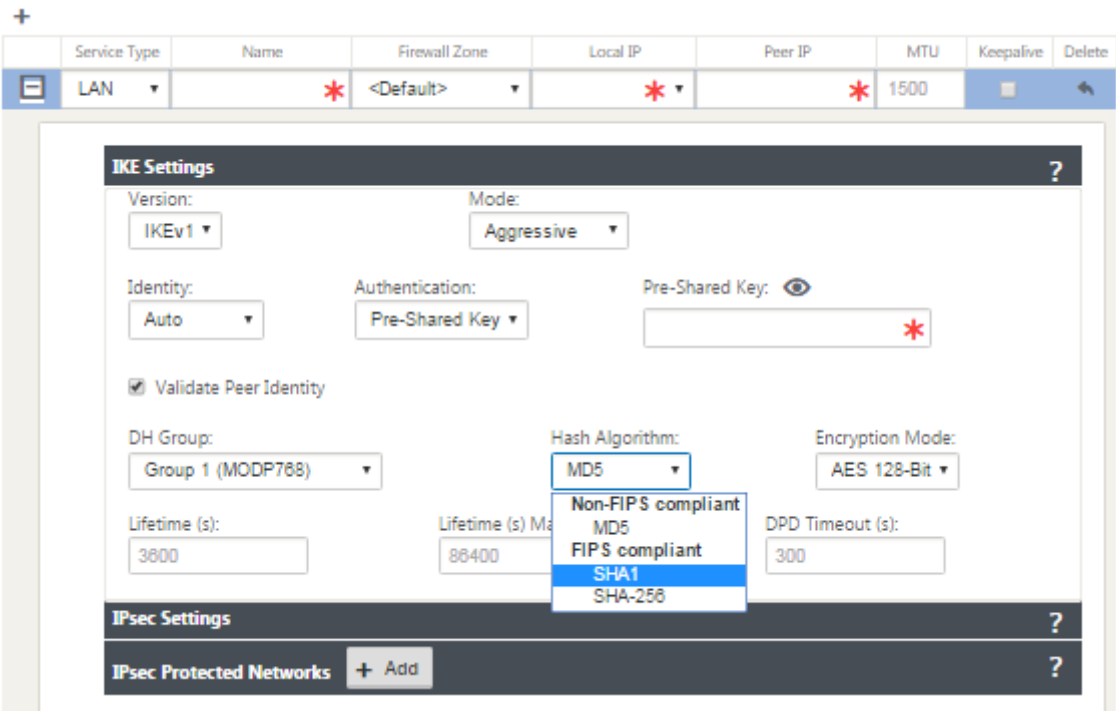 +
Service Type Name Firewall Zone Local IP Peer IP MTU Keepalive Delete
LAN * <Default> * * 1500
IKE Settings ?
Version: Mode:
IKEv1 Aggressive
Identity: Authentication: Pre-Shared Key:
Auto Pre-Shared Key *
Validate Peer Identity
DH Group: Hash Algorithm: Encryption Mode:
Group 1 (MODP768) MD5 AES 128-Bit
Non-FIPS compliant
MD5
FIPS compliant
SHA1
SHA-256
Lifetime (s): Lifetime (s) Ma DPD Timeout (s):
3600 86400 300
IPsec Settings ?
IPsec Protected Networks + Add ?